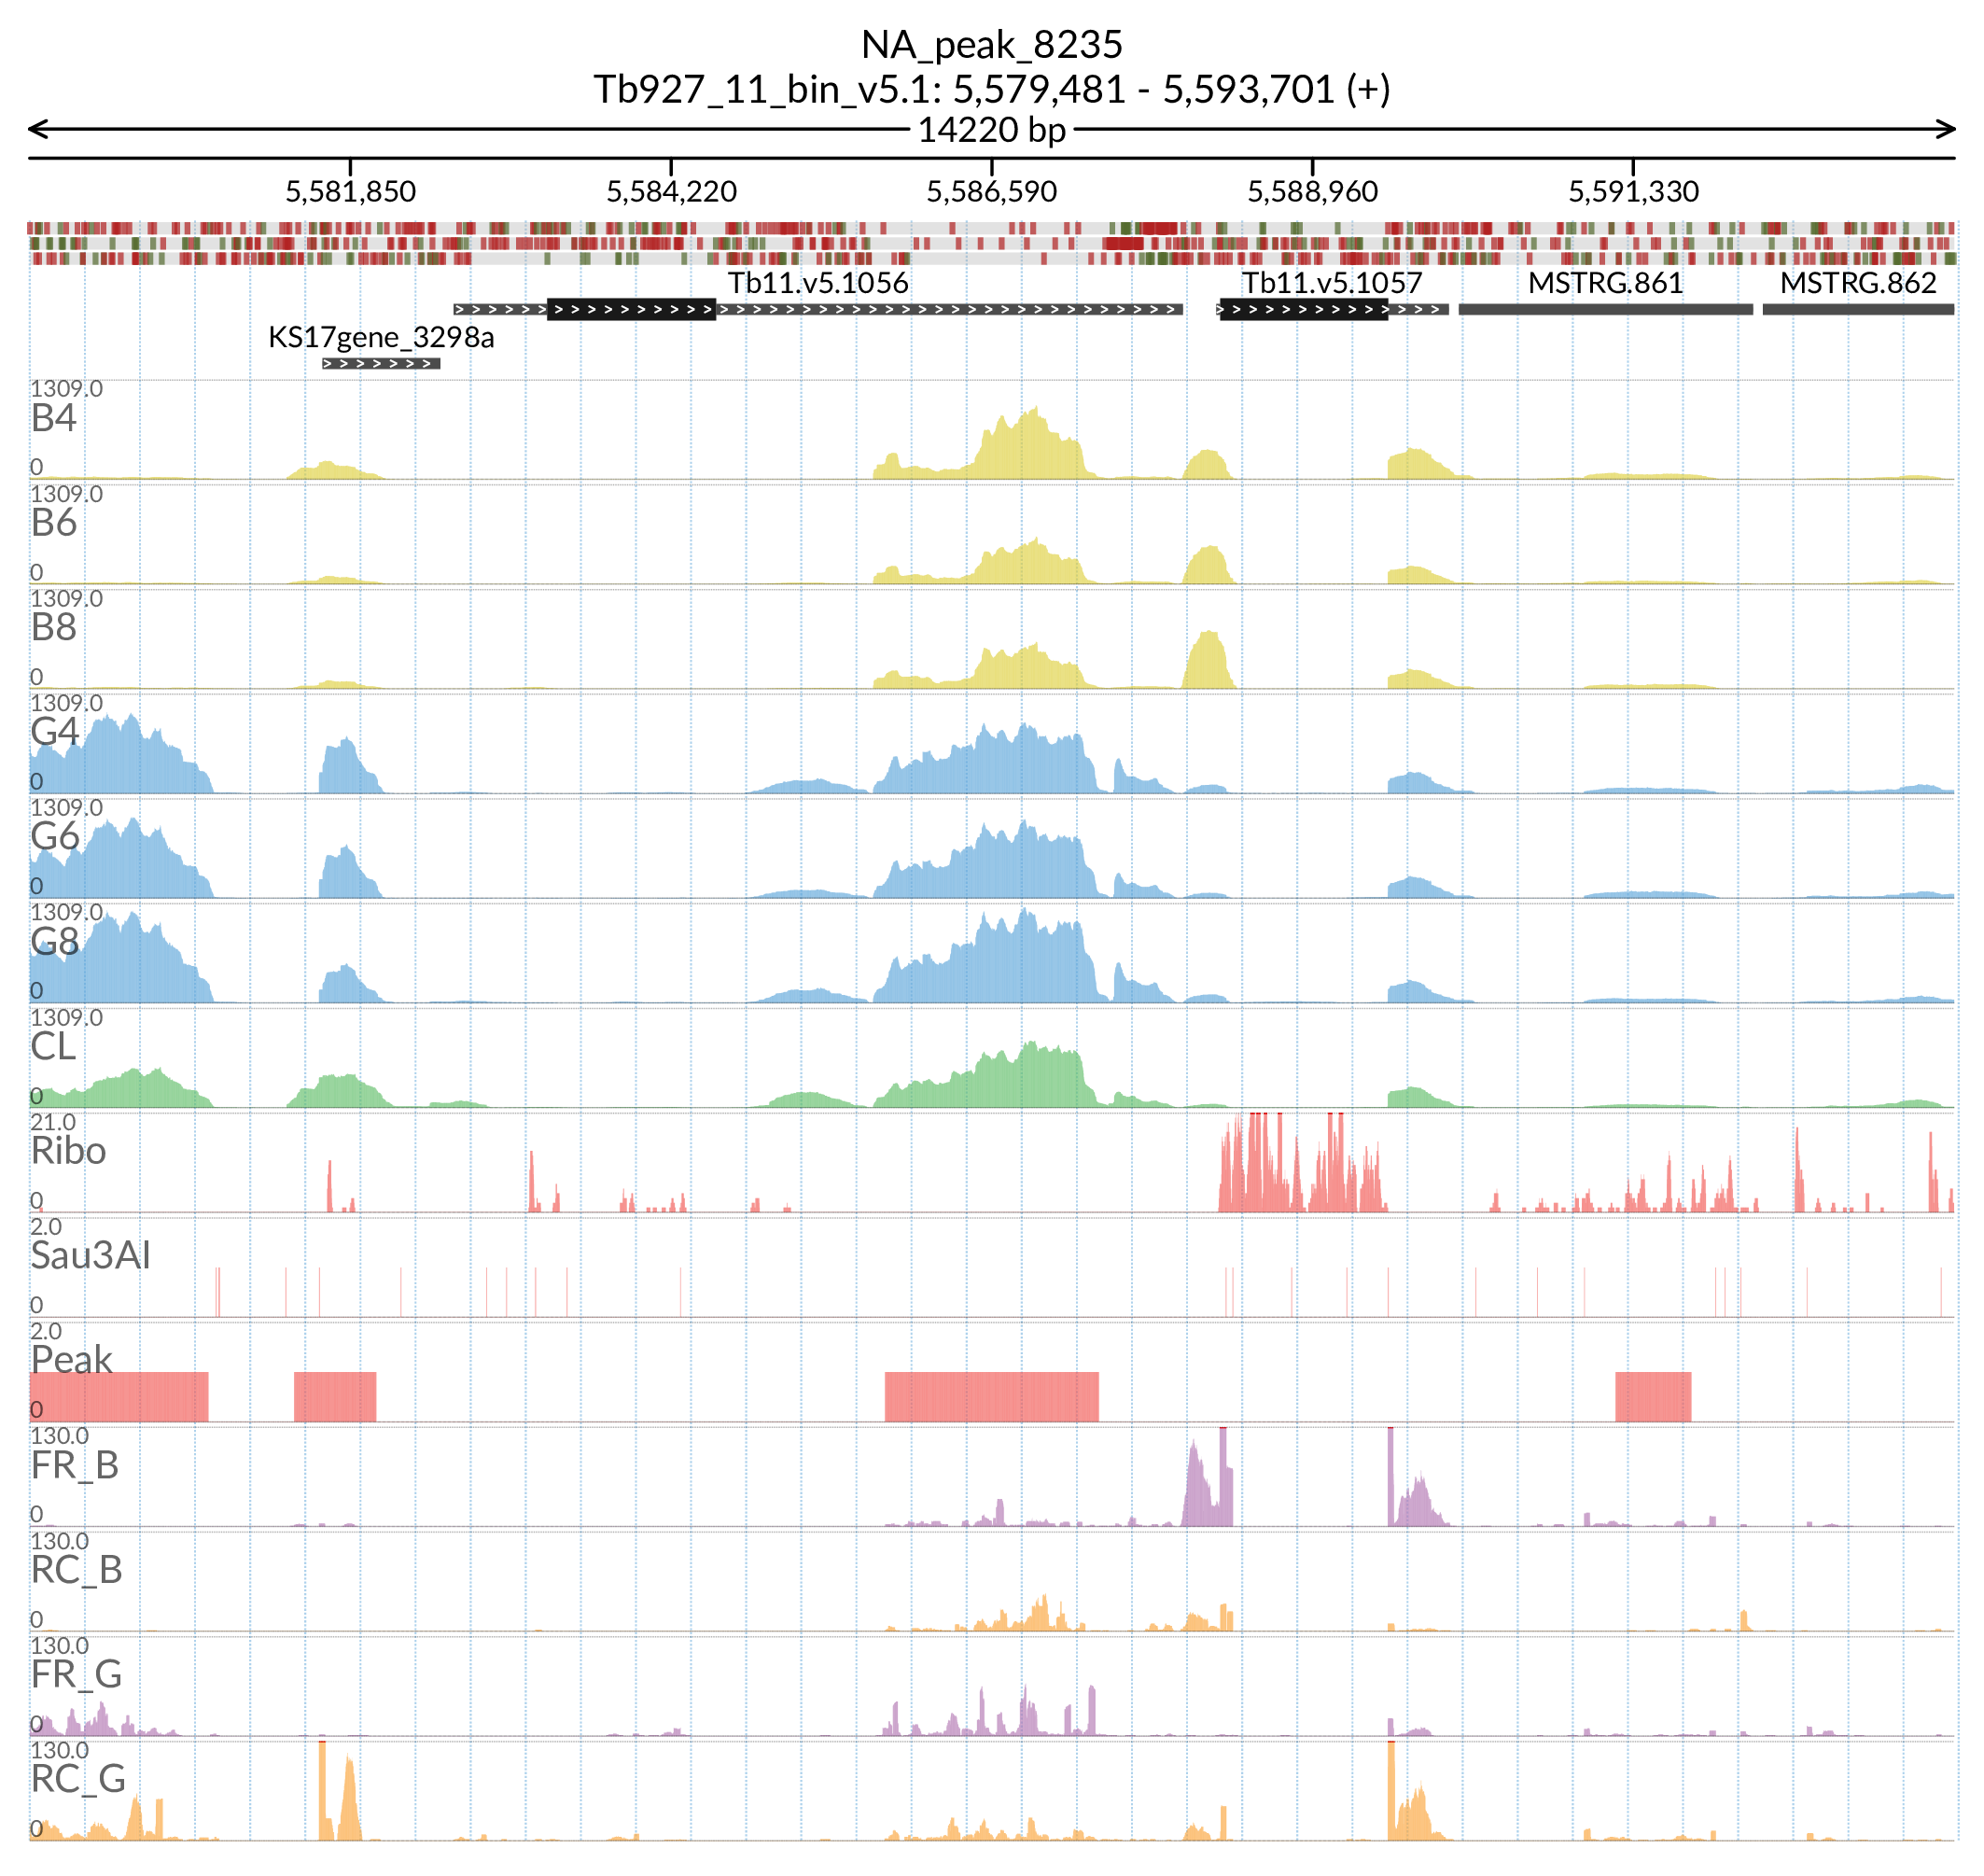 NA_peak_8235
Tb927_11_bin_v5.1: 5,579,481 - 5,593,701 (+)
14220 bp
5,581,850 5,584,220 5,586,590 5,588,960 5,591,330
Tb11.v5.1056 Tb11.v5.1057 MSTRG.861 MSTRG.862
KS17gene_3298a
1309.0
B4
0
1309.0
B6
0
1309.0
B8
0
1309.0
G4
0
1309.0
G6
0
1309.0
G8
0
1309.0
CL
0
21.0
Ribo
0
2.0
Sau3AI
0
2.0
Peak
0
130.0
FR_B
0
130.0
RC_B
0
130.0
FR_G
0
130.0
RC_G
0